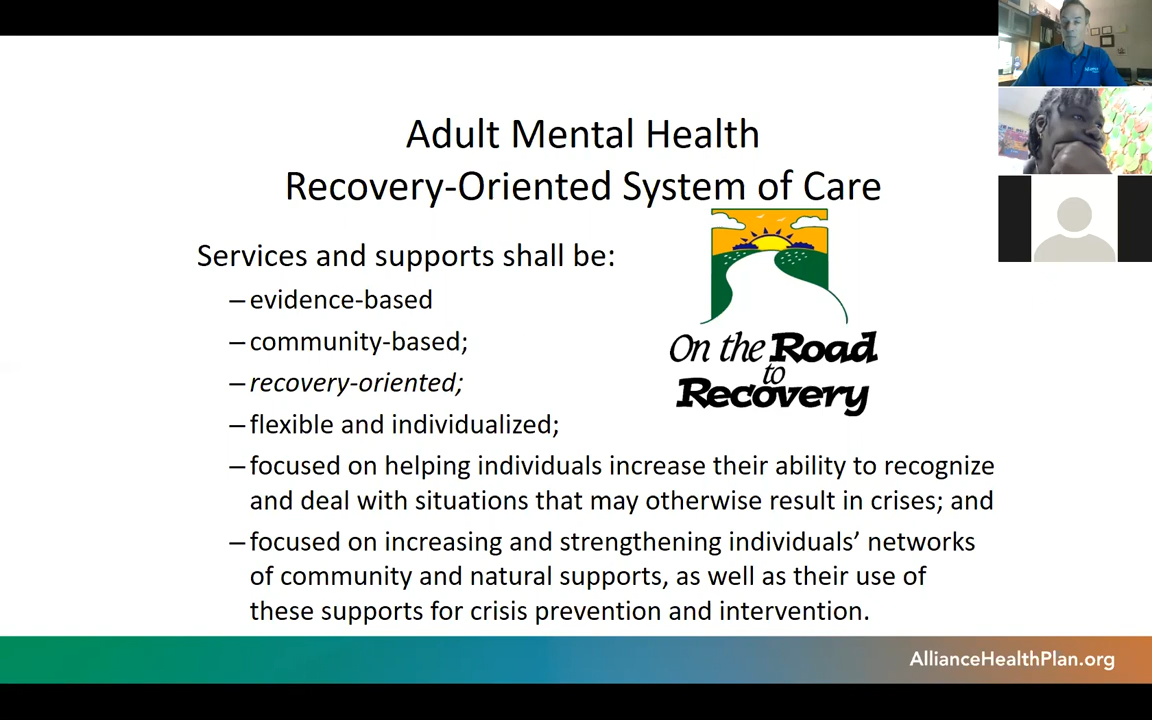 Adult Mental Health
Recovery-Oriented System of Care
Services and supports shall be:
– evidence-based
– community-based;
– recovery-oriented;
– flexible and individualized;
– focused on helping individuals increase their ability to recognize
and deal with situations that may otherwise result in crises; and
– focused on increasing and strengthening individuals’ networks
of community and natural supports, as well as their use of
these supports for crisis prevention and intervention.
On the Road
to
Recovery
AllianceHealthPlan.org